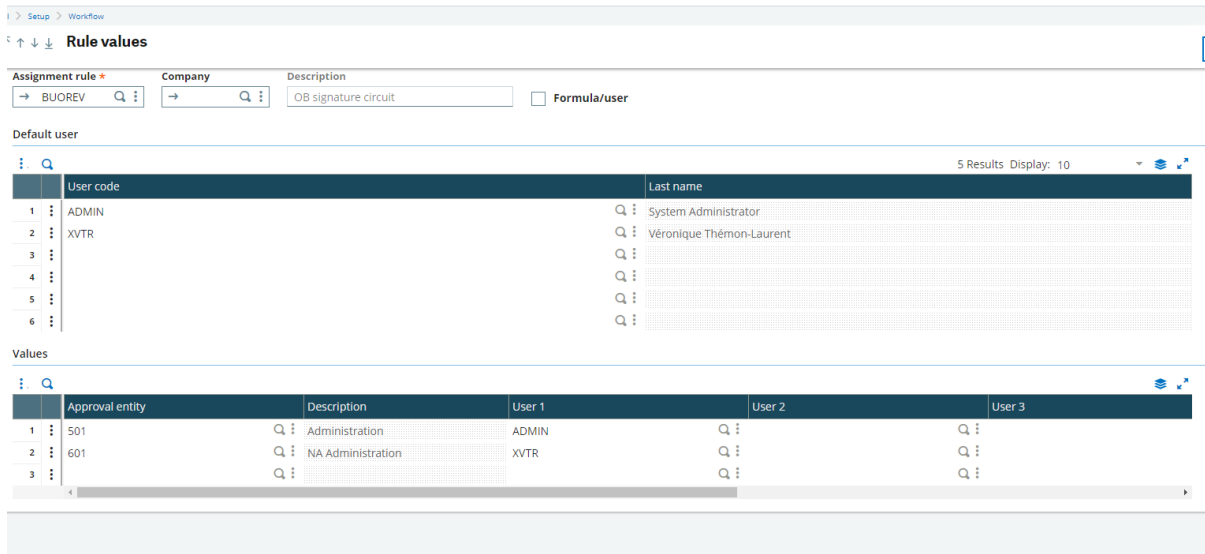 Setup > Workflow
Rule values
Assignment rule * Company Description
BUOREV OB signature circuit Formula/user
Default user
5 Results Display: 10
User code Last name
1 ADMIN System Administrator
2 XVTR Véronique Thémon-Laurent
3
4
5
6
Values
Approval entity Description User 1 User 2 User 3
1 501 Administration ADMIN
2 601 NA Administration XVTR
3